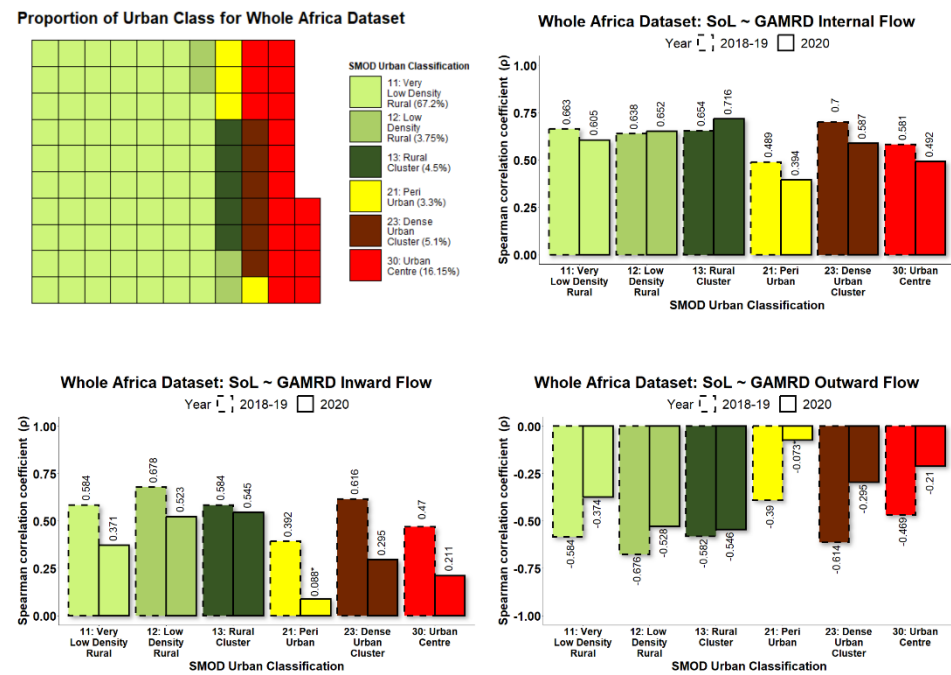 Proportion of Urban Class for Whole Africa Dataset
SMOD Urban Classification
11: Very
Low Density
Rural (67.2%)
12: Low
Density
Rural (3.75%)
13: Rural
Cluster (4.5%)
21: Peri
Urban (3.3%)
23: Dense
Urban
Cluster (5.1%)
30: Urban
Centre (16.15%)
Whole Africa Dataset: SoL ~ GAMRD Internal Flow
Year 2018-19 2020
Spearman correlation coefficient (ρ)
1.00
0.75
0.50
0.25
0.00
0.663
0.605
0.638
0.652
0.654
0.716
0.489
0.394
0.7
0.587
0.581
0.492
11: Very
Low Density
Rural
12: Low
Density
Rural
13: Rural
Cluster
21: Peri
Urban
23: Dense
Urban
Cluster
30: Urban
Centre
SMOD Urban Classification
Whole Africa Dataset: SoL ~ GAMRD Inward Flow
Year 2018-19 2020
Spearman correlation coefficient (ρ)
1.00
0.75
0.50
0.25
0.00
0.584
0.371
0.678
0.523
0.584
0.545
0.392
0.088*
0.616
0.295
0.47
0.211
11: Very
Low Density
Rural
12: Low
Density
Rural
13: Rural
Cluster
21: Peri
Urban
23: Dense
Urban
Cluster
30: Urban
Centre
SMOD Urban Classification
Whole Africa Dataset: SoL ~ GAMRD Outward Flow
Year 2018-19 2020
Spearman correlation coefficient (ρ)
0.00
-0.25
-0.50
-0.75
-1.00
-0.584
-0.374
-0.676
-0.528
-0.582
-0.546
-0.39
-0.073*
-0.614
-0.295
-0.469
-0.21
11: Very
Low Density
Rural
12: Low
Density
Rural
13: Rural
Cluster
21: Peri
Urban
23: Dense
Urban
Cluster
30: Urban
Centre
SMOD Urban Classification